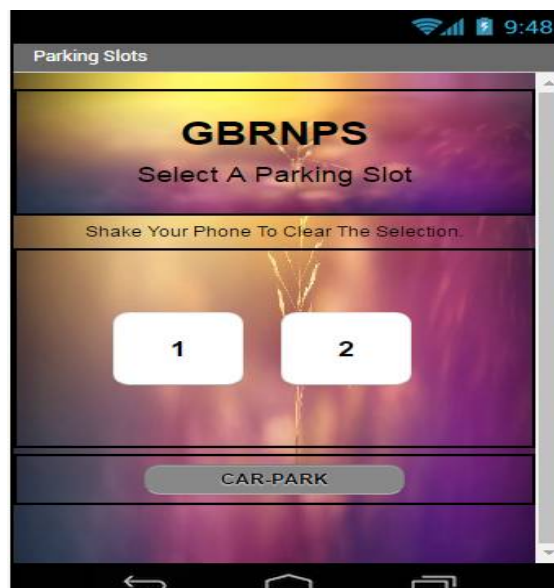 9:48
Parking Slots
GBRNPS
Select A Parking Slot
Shake Your Phone To Clear The Selection.
1 2
CAR-PARK